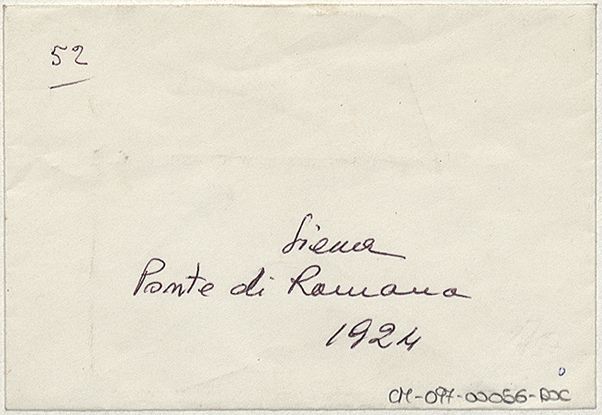 52
Siena
Ponte di Romana
1924
CM-097-00056-DOC